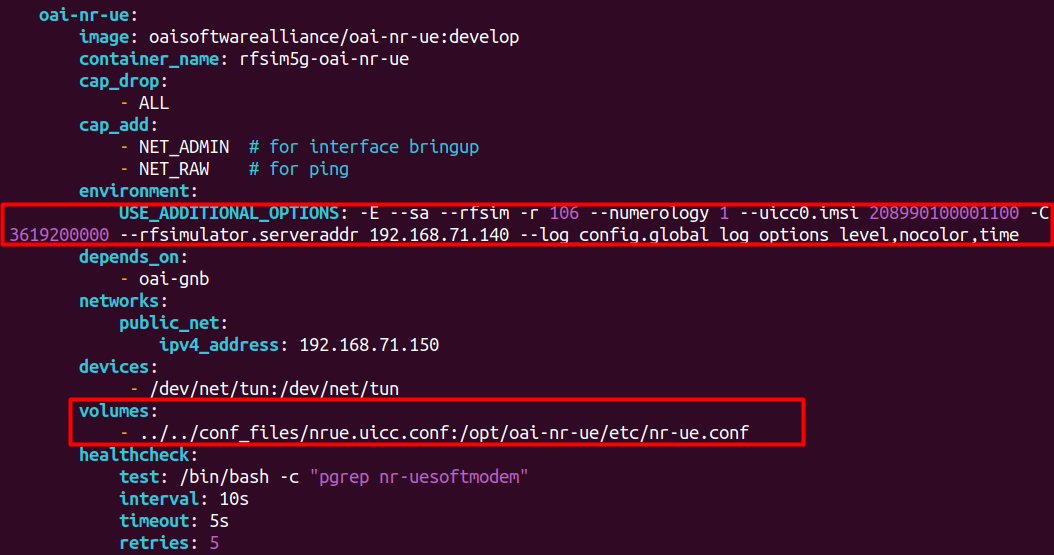 oai-nr-ue:
image: oaisoftwarealliance/oai-nr-ue:develop
container_name: rfsim5g-oai-nr-ue
cap_drop:
- ALL
cap_add:
- NET_ADMIN  # for interface bringup
- NET_RAW    # for ping
environment:
USE_ADDITIONAL_OPTIONS: -E --sa --rfsim -r 106 --numerology 1 --uicc0.imsi 208990100001100 -C
3619200000 --rfsimulator.serveraddr 192.168.71.140 --log_config.global_log_options level,nocolor,time
depends_on:
- oai-gnb
networks:
public_net:
ipv4_address: 192.168.71.150
devices:
- /dev/net/tun:/dev/net/tun
volumes:
- ../../conf_files/nrue.uicc.conf:/opt/oai-nr-ue/etc/nr-ue.conf
healthcheck:
test: /bin/bash -c "pgrep nr-uesoftmodem"
interval: 10s
timeout: 5s
retries: 5